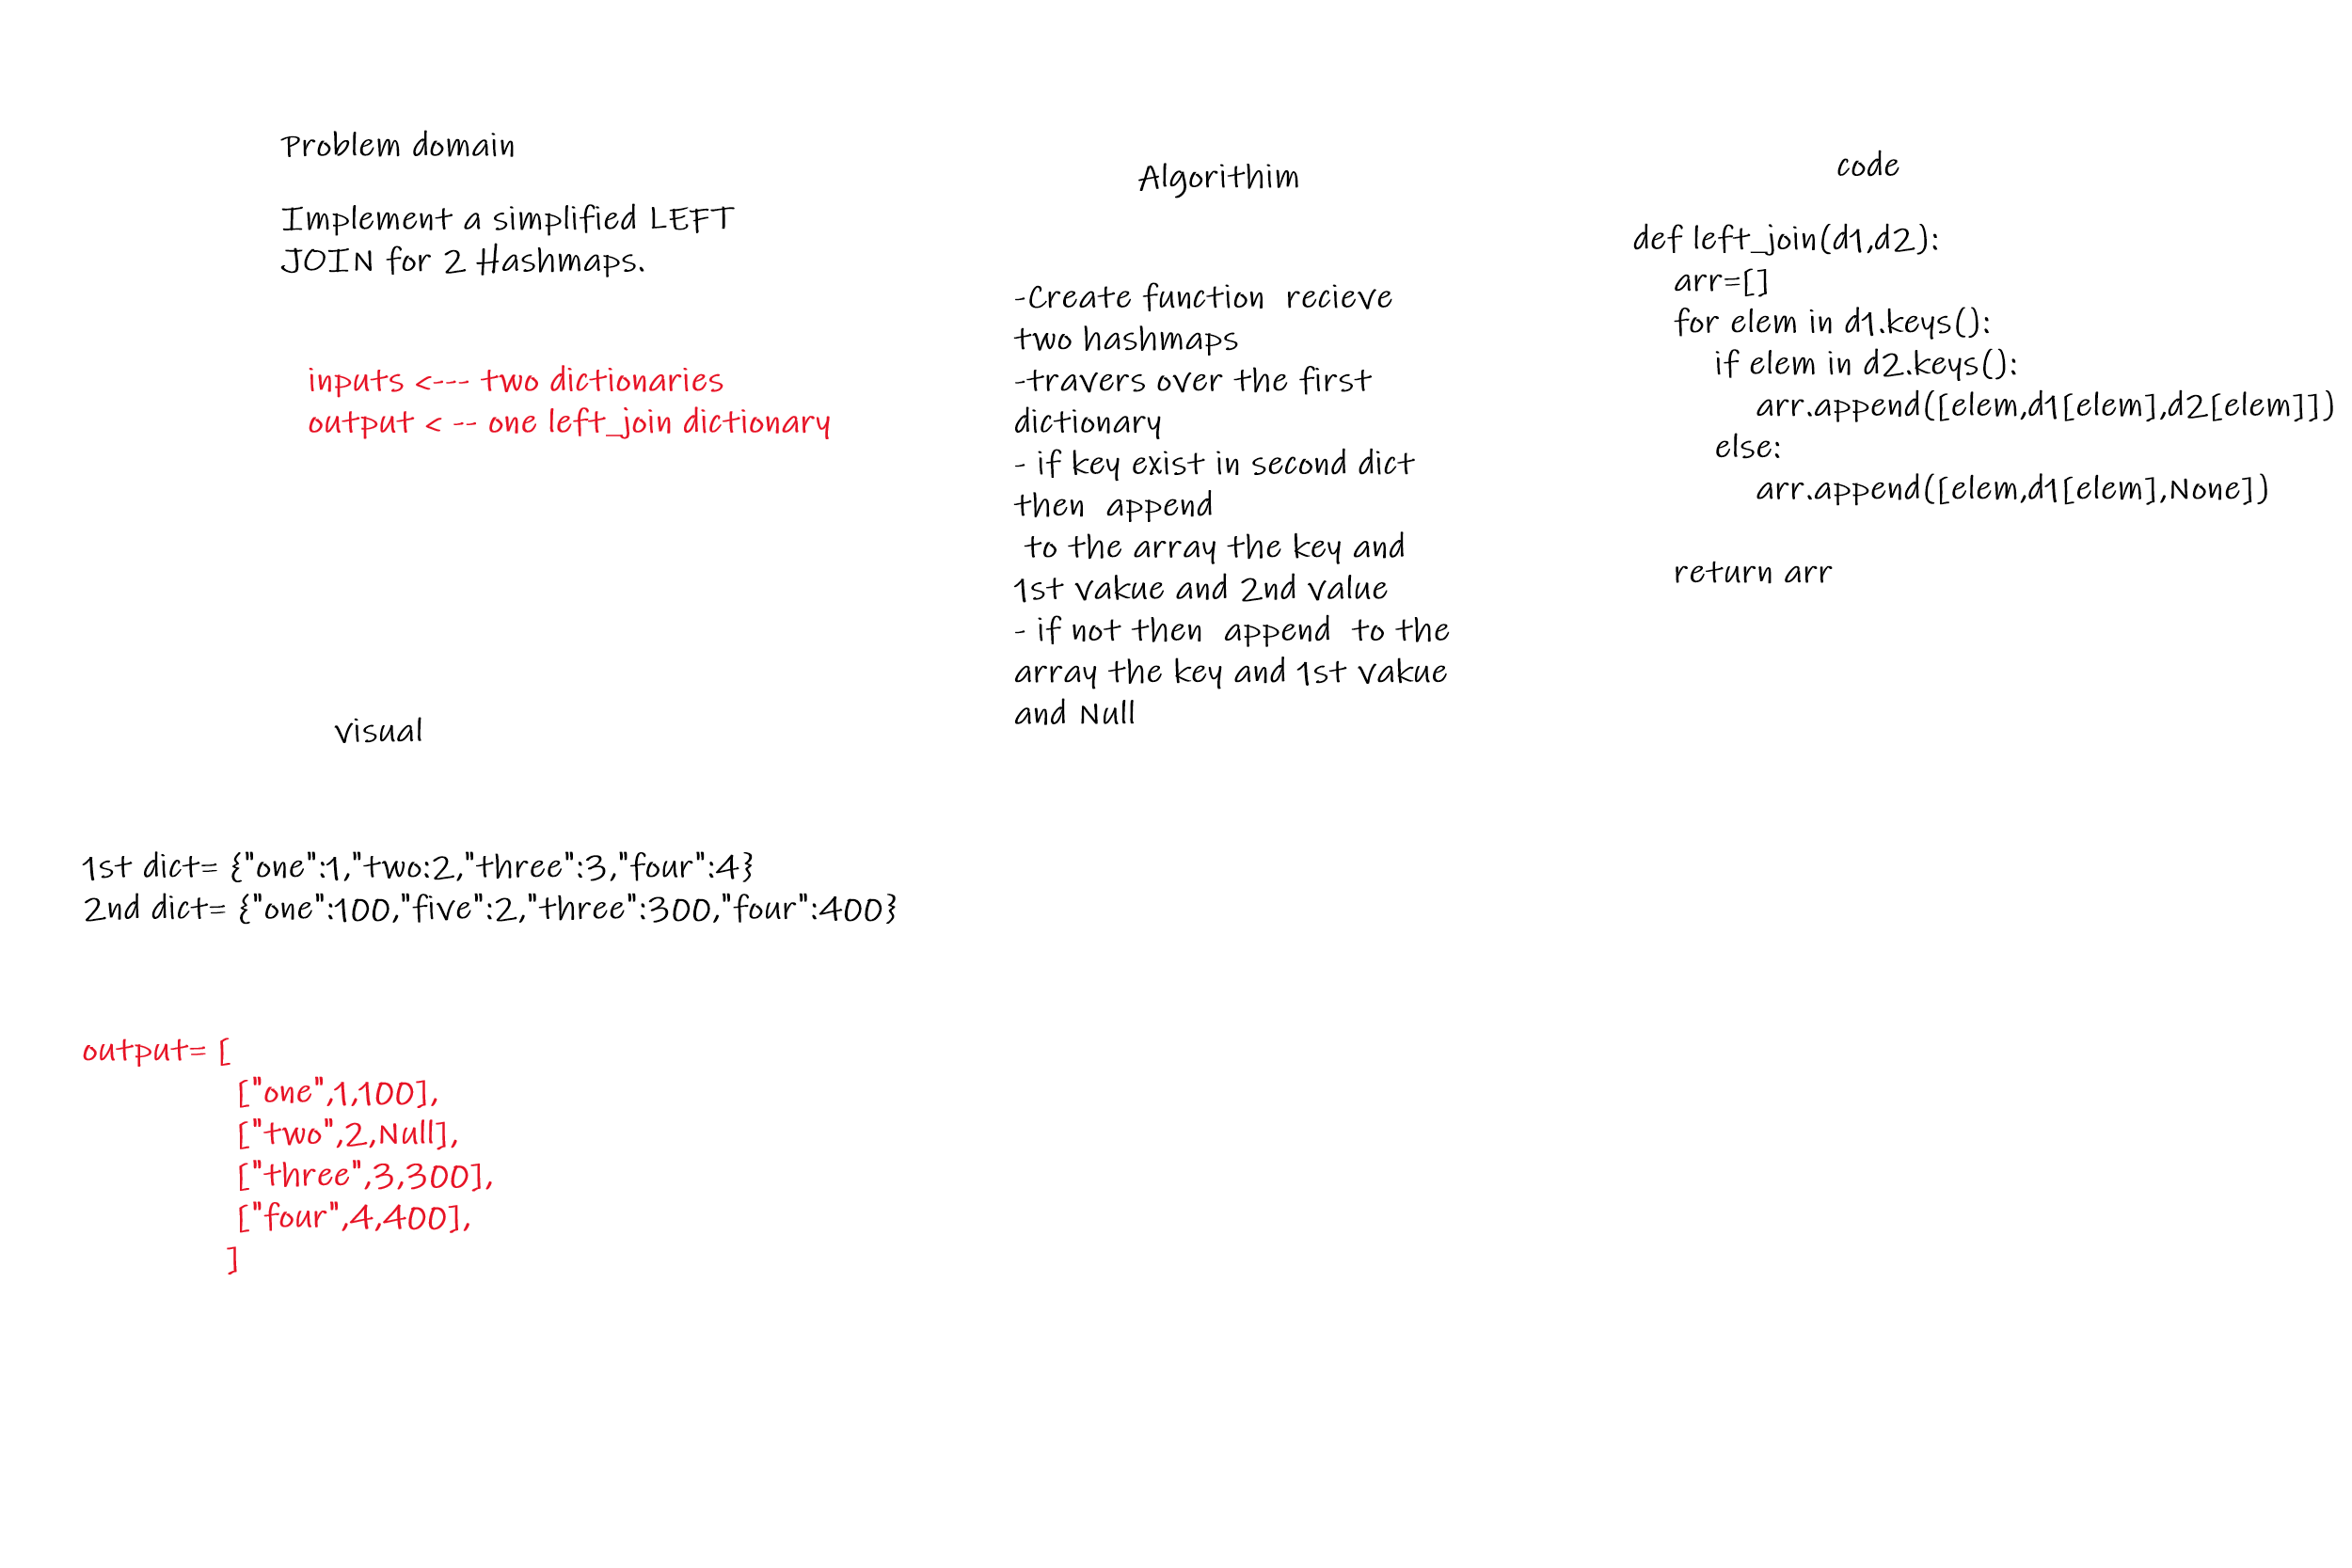 Problem domain
Implement a simplified LEFT
JOIN for 2 Hashmaps.
inputs <--- two dictionaries
output < -- one left_join dictionary
visual
1st dict= {"one":1,"two:2,"three":3,"four":4}
2nd dict= {"one":100,"five":2,"three":300,"four":400}
output= [
["one",1,100],
["two",2,Null],
["three",3,300],
["four",4,400],
]
Algorithim
-Create function  recieve
two hashmaps
-travers over the first
dictionary
- if key exist in second dict
then  append
to the array the key and
1st vakue and 2nd value
- if not then  append  to the
array the key and 1st vakue
and Null
code
def left_join(d1,d2):
arr=[]
for elem in d1.keys():
if elem in d2.keys():
arr.append([elem,d1[elem],d2[elem]])
else:
arr.append([elem,d1[elem],None])
return arr